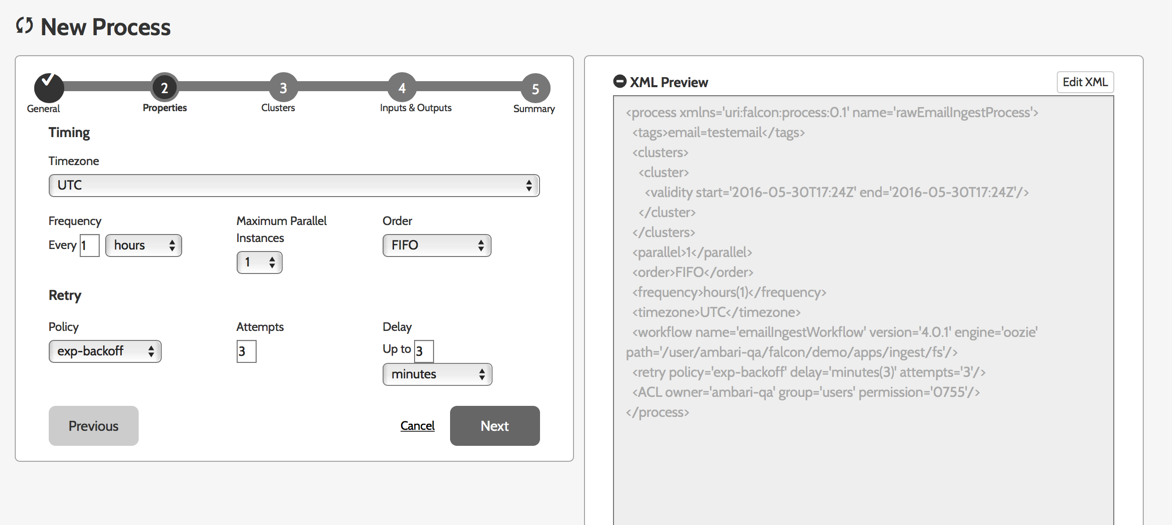 New Process
2
3
4
5
General
Properties
Clusters
Inputs & Outputs
Summary
Timing
Timezone
UTC
Frequency
Every 1 hours
Maximum Parallel
Instances
1
Order
FIFO
Retry
Policy
exp-backoff
Attempts
3
Delay
Up to 3
minutes
Previous
Cancel
Next
XML Preview
Edit XML
<process xmlns='uri:falcon:process:0.1' name='rawEmailIngestProcess'>
<tags>email=testemail</tags>
<clusters>
<cluster>
<validity start='2016-05-30T17:24Z' end='2016-05-30T17:24Z'/>
</cluster>
</clusters>
<parallel>1</parallel>
<order>FIFO</order>
<frequency>hours(1)</frequency>
<timezone>UTC</timezone>
<workflow name='emailIngestWorkflow' version='4.0.1' engine='oozie'
path='/user/ambari-qa/falcon/demo/apps/ingest/fs'/>
<retry policy='exp-backoff' delay='minutes(3)' attempts='3'/>
<ACL owner='ambari-qa' group='users' permission='0755'/>
</process>